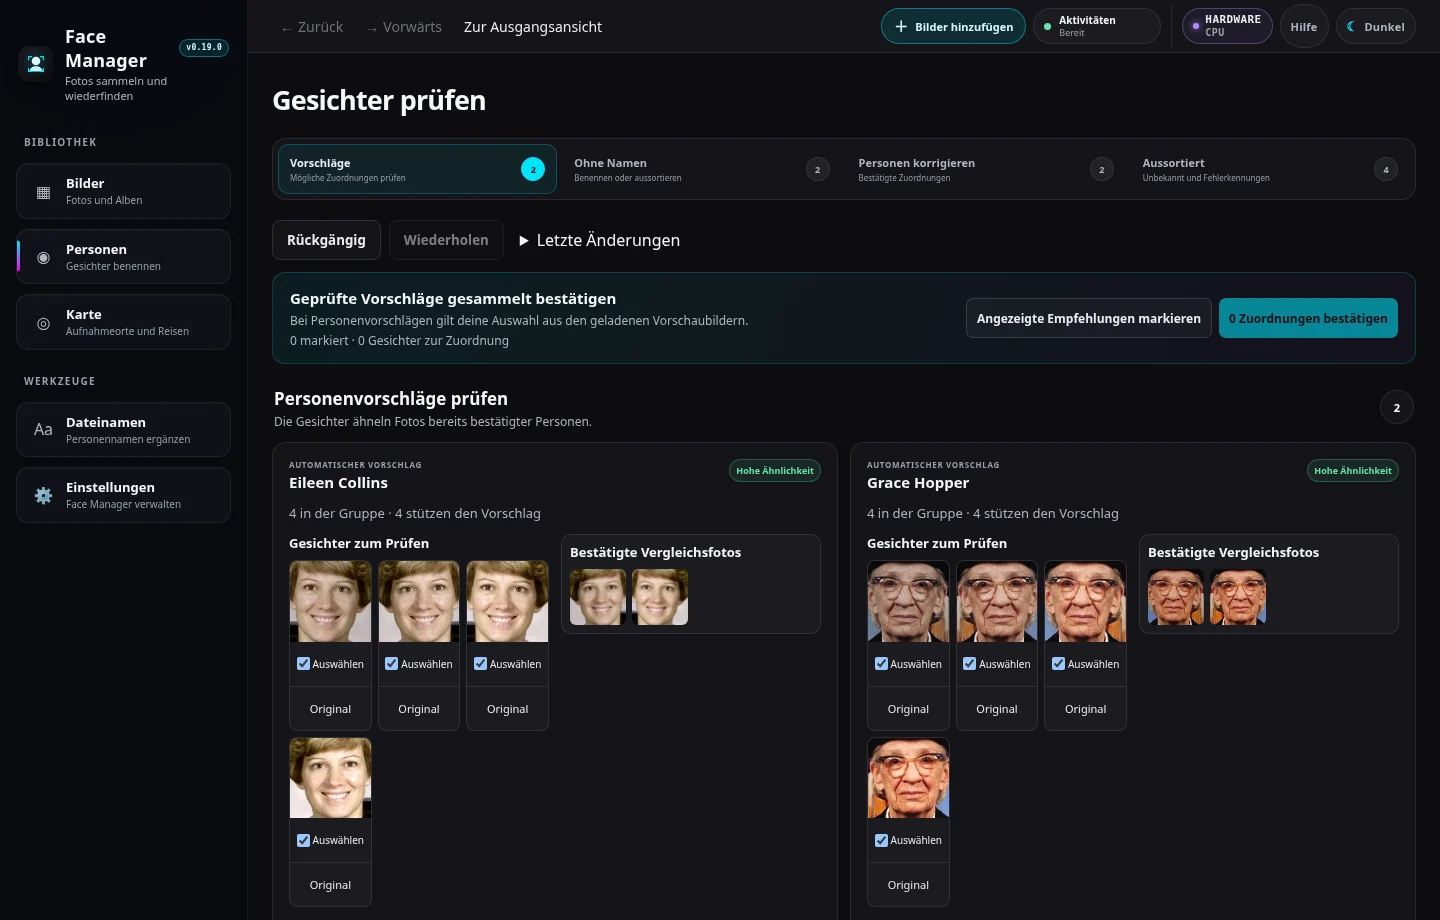 Face
Manager
v0.19.0
Fotos sammeln und
wiederfinden
BIBLIOTHEK
Bilder
Fotos und Alben
Personen
Gesichter benennen
Karte
Aufnahmeorte und Reisen
WERKZEUGE
Aa
Dateinamen
Personennamen ergänzen
Einstellungen
Face Manager verwalten
← Zurück → Vorwärts Zur Ausgangsansicht
+ Bilder hinzufügen
Aktivitäten
Bereit
HARDWARE
CPU
Hilfe
Dunkel
Gesichter prüfen
Vorschläge
Mögliche Zuordnungen prüfen
2
Ohne Namen
Benennen oder aussortieren
2
Personen korrigieren
Bestätigte Zuordnungen
2
Aussortiert
Unbekannt und Fehlerkennungen
4
Rückgängig Wiederholen ▶ Letzte Änderungen
Geprüfte Vorschläge gesammelt bestätigen
Bei Personenvorschlägen gilt deine Auswahl aus den geladenen Vorschaubildern.
0 markiert · 0 Gesichter zur Zuordnung
Angezeigte Empfehlungen markieren 0 Zuordnungen bestätigen
Personenvorschläge prüfen
Die Gesichter ähneln Fotos bereits bestätigter Personen.
2
AUTOMATISCHER VORSCHLAG
Eileen Collins
Hohe Ähnlichkeit
4 in der Gruppe · 4 stützen den Vorschlag
Gesichter zum Prüfen
Bestätigte Vergleichsfotos
Auswählen Auswählen Auswählen
Original Original Original
Auswählen
Original
AUTOMATISCHER VORSCHLAG
Grace Hopper
Hohe Ähnlichkeit
4 in der Gruppe · 4 stützen den Vorschlag
Gesichter zum Prüfen
Bestätigte Vergleichsfotos
Auswählen Auswählen Auswählen
Original Original Original
Auswählen
Original